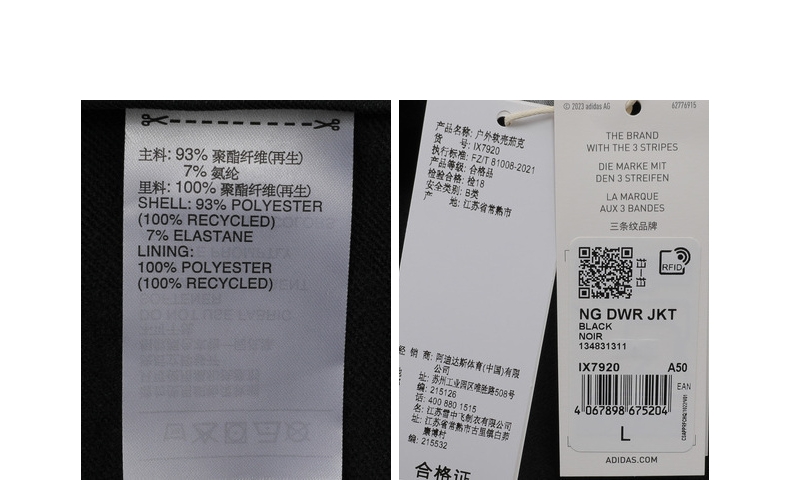 主料: 93% 聚酯纤维(再生)
7% 氨纶
里料: 100% 聚酯纤维(再生)
SHELL: 93% POLYESTER
(100% RECYCLED)
7% ELASTANE
LINING:
100% POLYESTER
(100% RECYCLED)
产品名称: 户外软壳茄克
货 号: IX7920
执行标准: FZ/T 81008-2021
产品等级: 合格品
检验合格: 检18
安全类别: B类
产 地: 江苏省常熟市
经 销 商: 阿迪达斯体育(中国)有限
公司
址: 苏州工业园区唯胜路508号
编: 215126
话: 400 880 1515
名: 江苏雪中飞制衣有限公司
址: 江苏省常熟市古里镇白茆
康博村
编: 215532
合格证
© 2023 adidas AG
62776915
THE BRAND
WITH THE 3 STRIPES
DIE MARKE MIT
DEN 3 STREIFEN
LA MARQUE
AUX 3 BANDES
三条纹品牌
RFID
NG DWR JKT
BLACK
NOIR
134831311
IX7920 A50
EAN
4 067898 675204
L
ADIDAS.COM